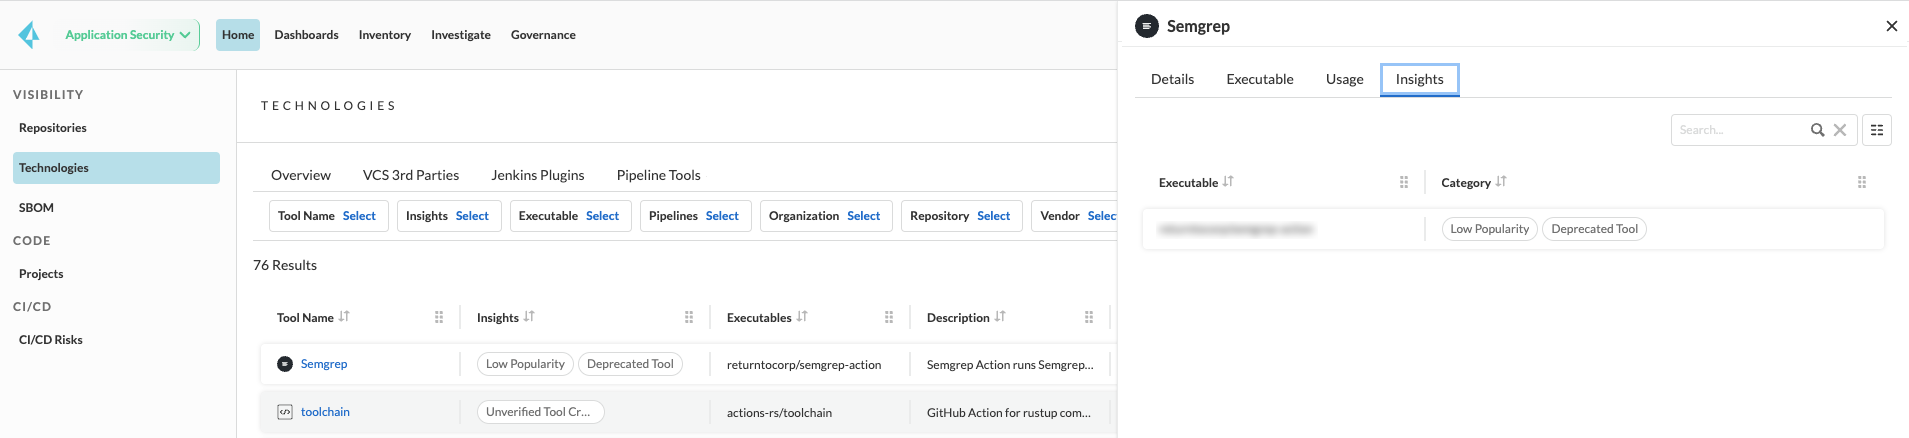 Application Security
Home
Dashboards
Inventory
Investigate
Governance
VISIBILITY
Repositories
Technologies
SBOM
CODE
Projects
CI/CD
CI/CD Risks
TECHNOLOGIES
Overview
VCS 3rd Parties
Jenkins Plugins
Pipeline Tools
Tool Name Select
Insights Select
Executable Select
Pipelines Select
Organization Select
Repository Select
Vendor Selec
76 Results
Tool Name
Insights
Executables
Description
Semgrep
Low Popularity
Deprecated Tool
returntocorp/semgrep-action
Semgrep Action runs Semgrep...
toolchain
Unverified Tool Cr...
actions-rs/toolchain
GitHub Action for rustup com...
Semgrep
Details
Executable
Usage
Insights
Search...
Executable
Category
Low Popularity
Deprecated Tool